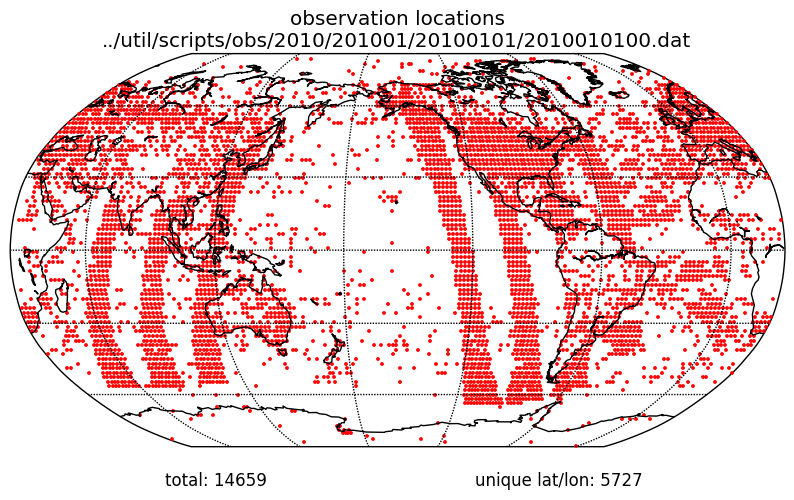 observation locations
../util/scripts/obs/2010/201001/20100101/2010010100.dat
total: 14659
unique lat/lon: 5727